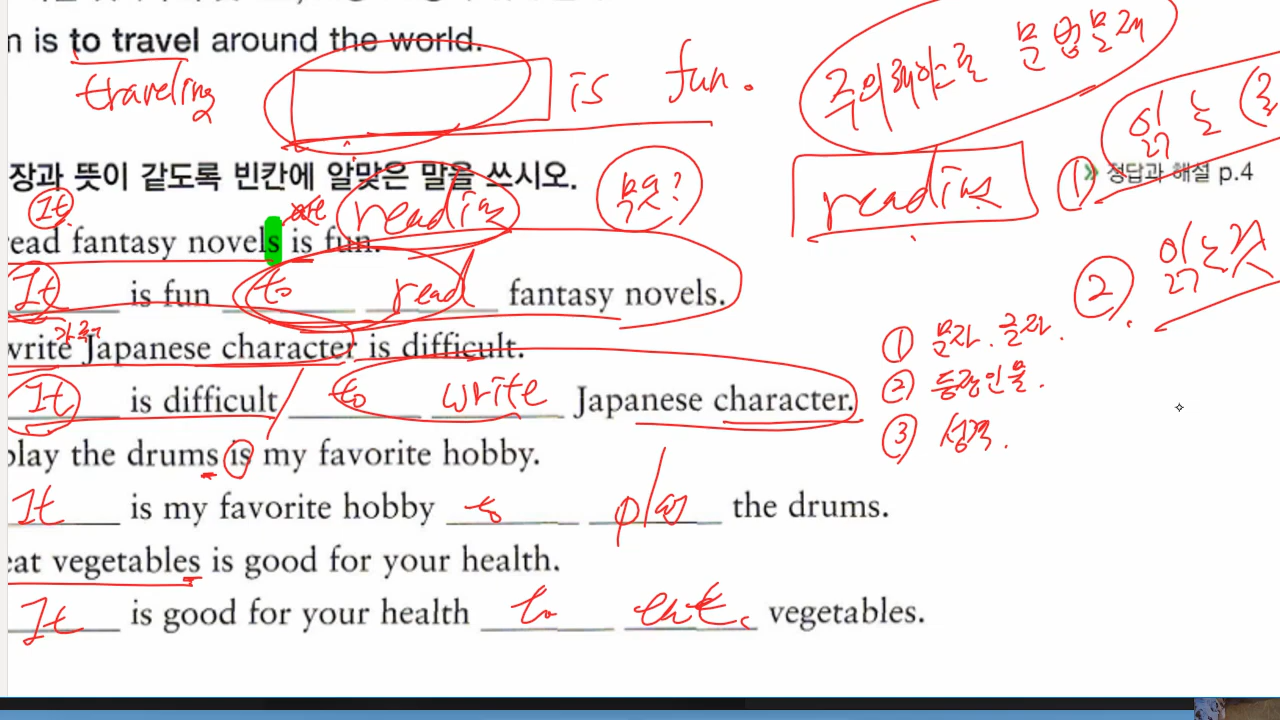 n is to travel around the world.
traveling
is fun.
주의해야할 문법문제
장과 뜻이 같도록 빈칸에 알맞은 말을 쓰시오.
정답과 해설 p.4
It are reading 무엇?
reading
① 읽는
ead fantasy novels is fun.
② 읽는것
It is fun to read fantasy novels.
write Japanese character is difficult.
① 문자. 글자.
It is difficult to write Japanese character.
② 등장인물.
③ 성격.
play the drums is my favorite hobby.
It is my favorite hobby to play the drums.
eat vegetables is good for your health.
It is good for your health to eat vegetables.